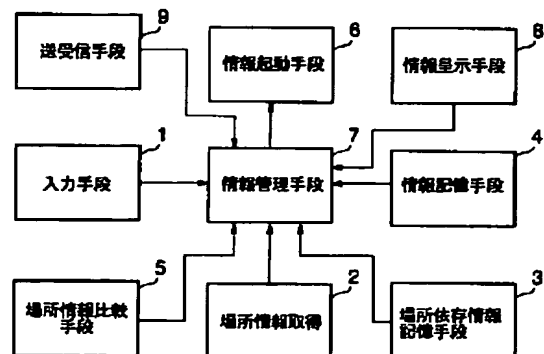 9
送受信手段
6
情報起動手段
8
情報呈示手段
1
入力手段
7
情報管理手段
4
情報記憶手段
5
場所情報比較
手段
2
場所情報取得
3
場所依存情報
記憶手段